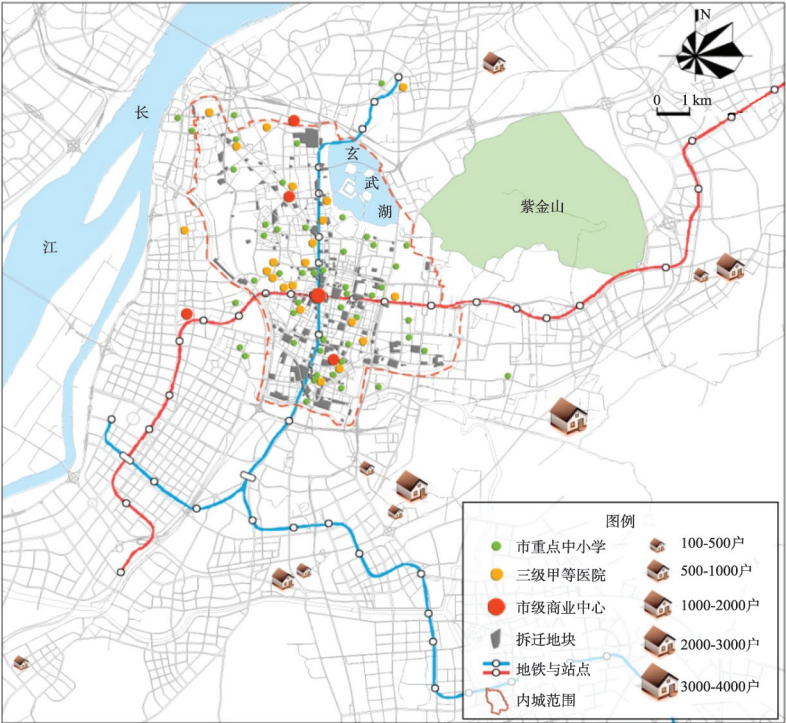 N
0 1 km
长
江
玄
武
湖
紫金山
图例
市重点中小学
三级甲等医院
市级商业中心
拆迁地块
地铁与站点
内城范围
100-500户
500-1000户
1000-2000户
2000-3000户
3000-4000户